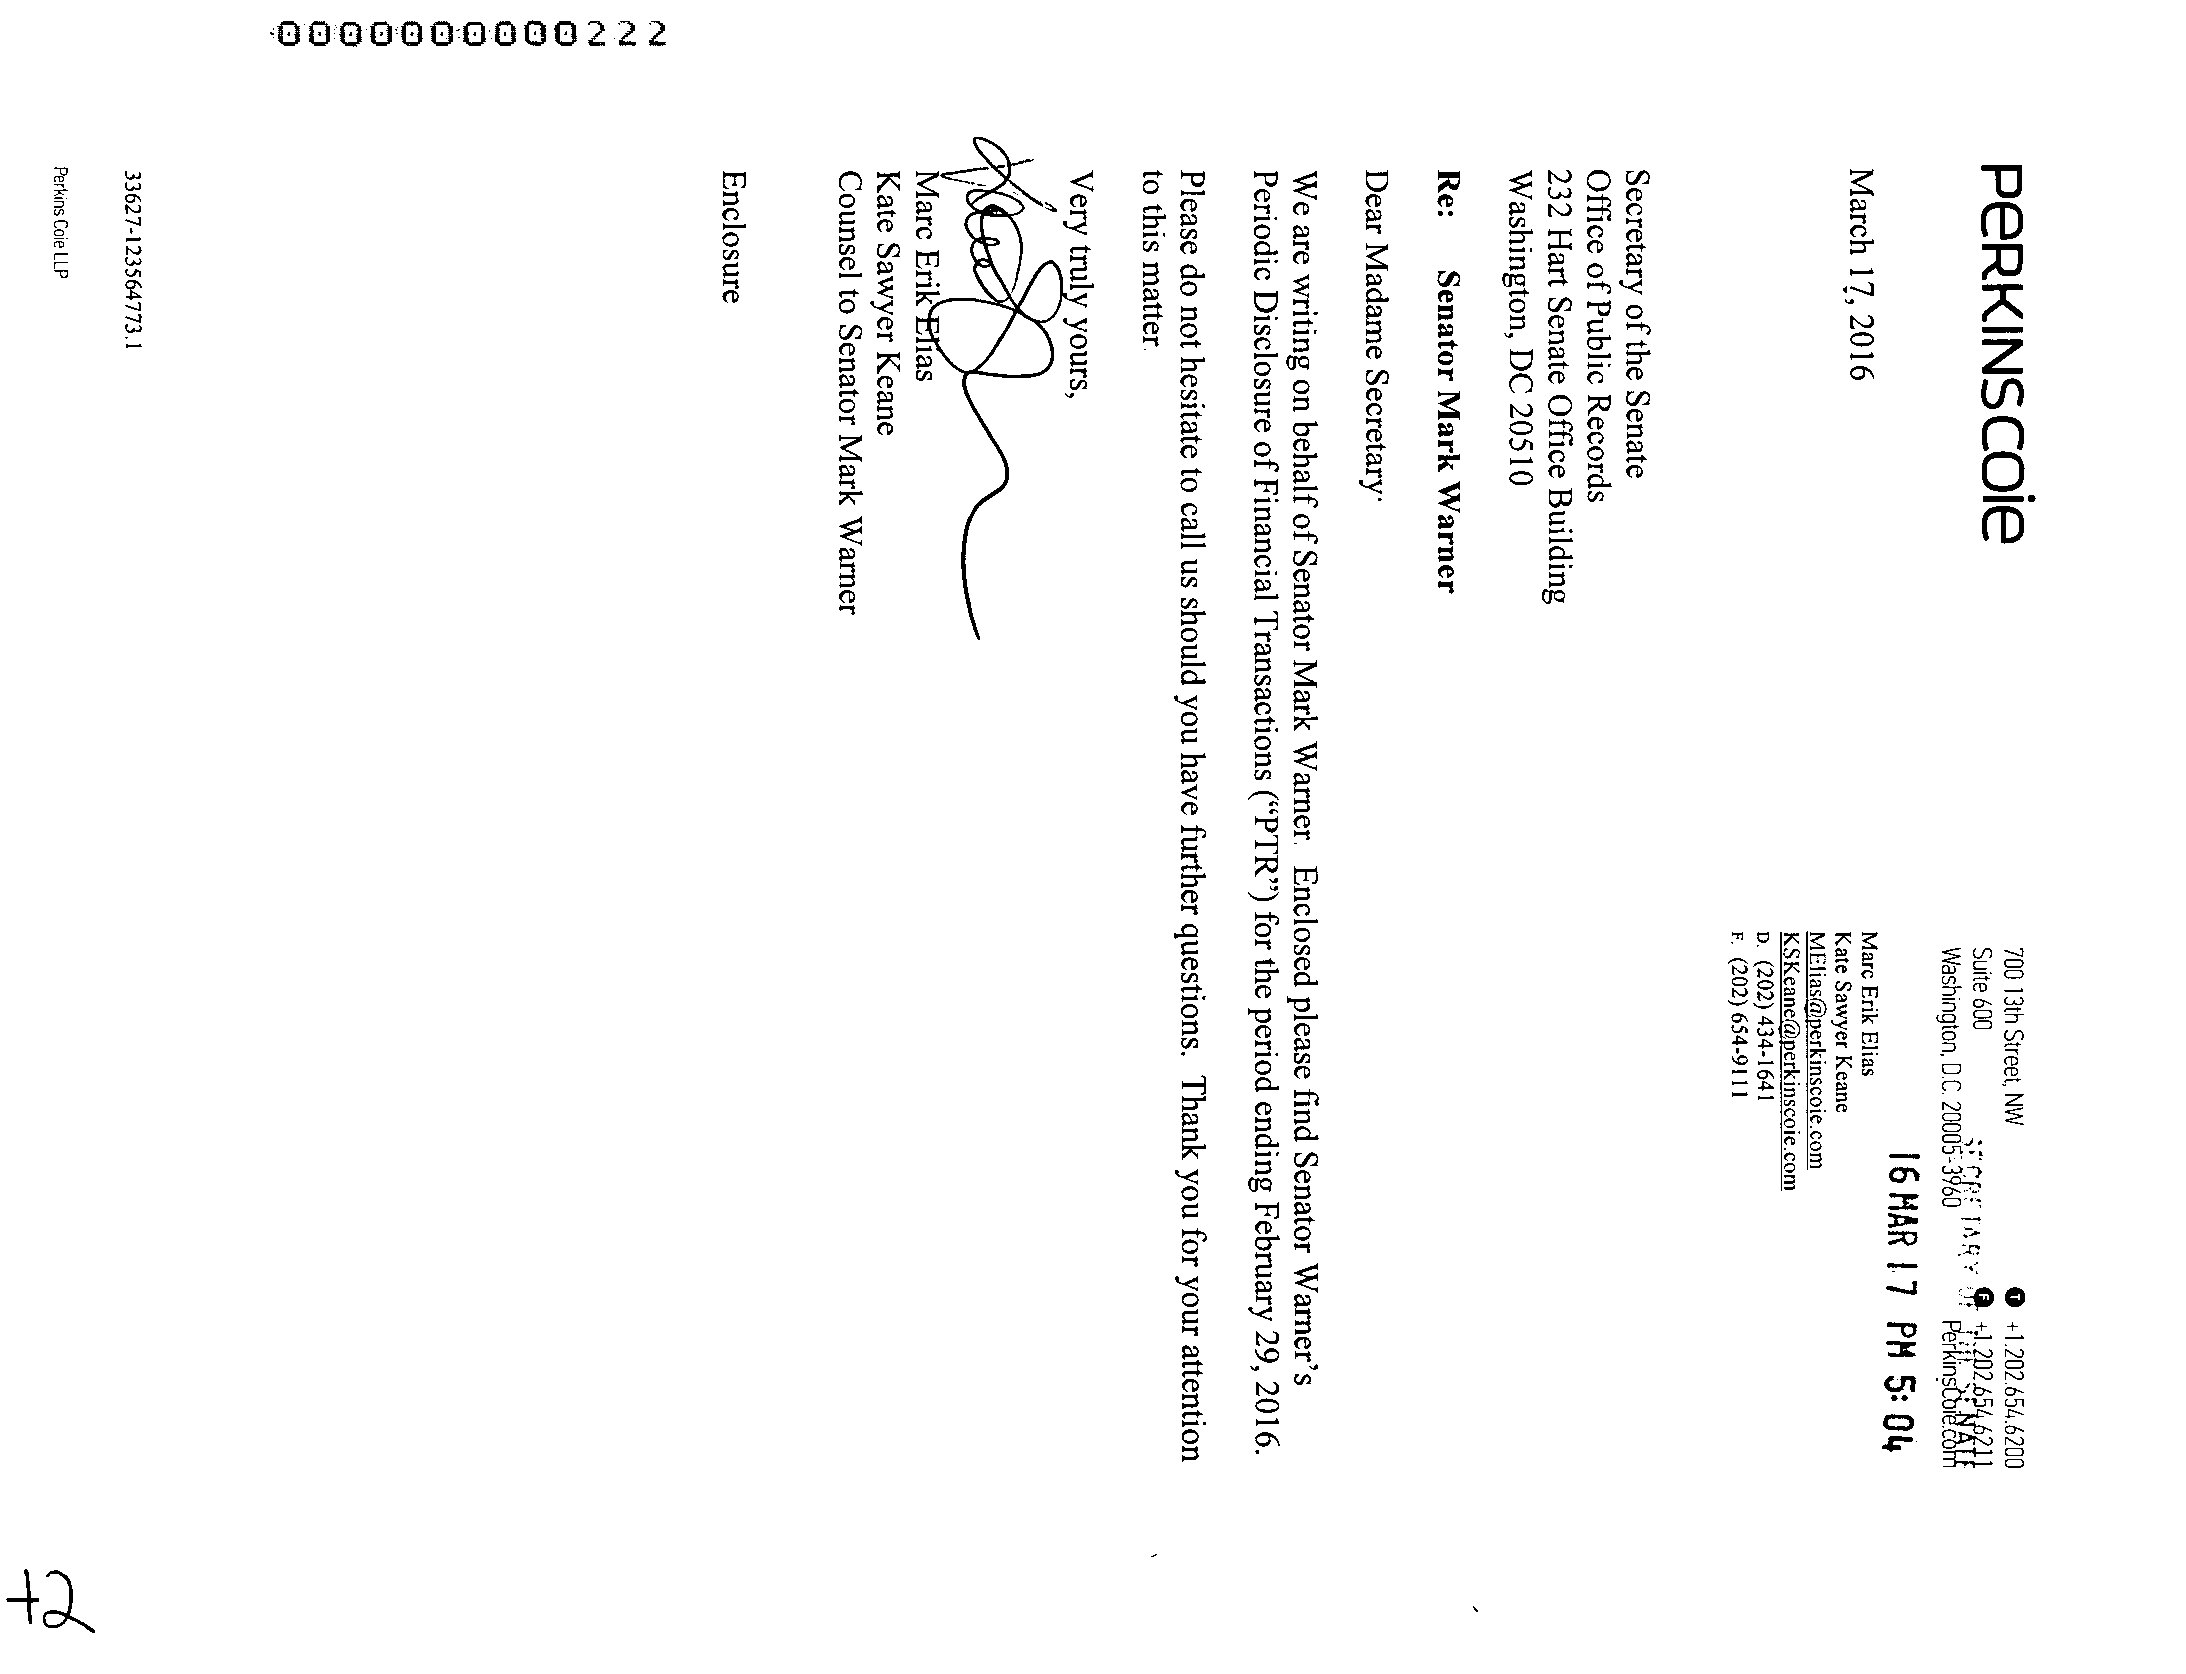 PERKINSCOIE
700 13th Street, NW
Suite 600
Washington, D.C. 20005-3960
T +1.202.654.6200
F +1.202.654.6211
PerkinsCoie.com
SECRETARY OF THE SENATE
16 MAR 17 PM 5:04
March 17, 2016
Marc Erik Elias
Kate Sawyer Keane
MElias@perkinscoie.com
KSKeane@perkinscoie.com
D. (202) 434-1641
F. (202) 654-9111
Secretary of the Senate
Office of Public Records
232 Hart Senate Office Building
Washington, DC 20510
Re: Senator Mark Warner
Dear Madame Secretary:
We are writing on behalf of Senator Mark Warner. Enclosed please find Senator Warner's
Periodic Disclosure of Financial Transactions ("PTR") for the period ending February 29, 2016.
Please do not hesitate to call us should you have further questions. Thank you for your attention
to this matter.
Very truly yours,
Marc Erik Elias
Kate Sawyer Keane
Counsel to Senator Mark Warner
Enclosure
33627-123564773.1
Perkins Coie LLP
+2
0000000000222